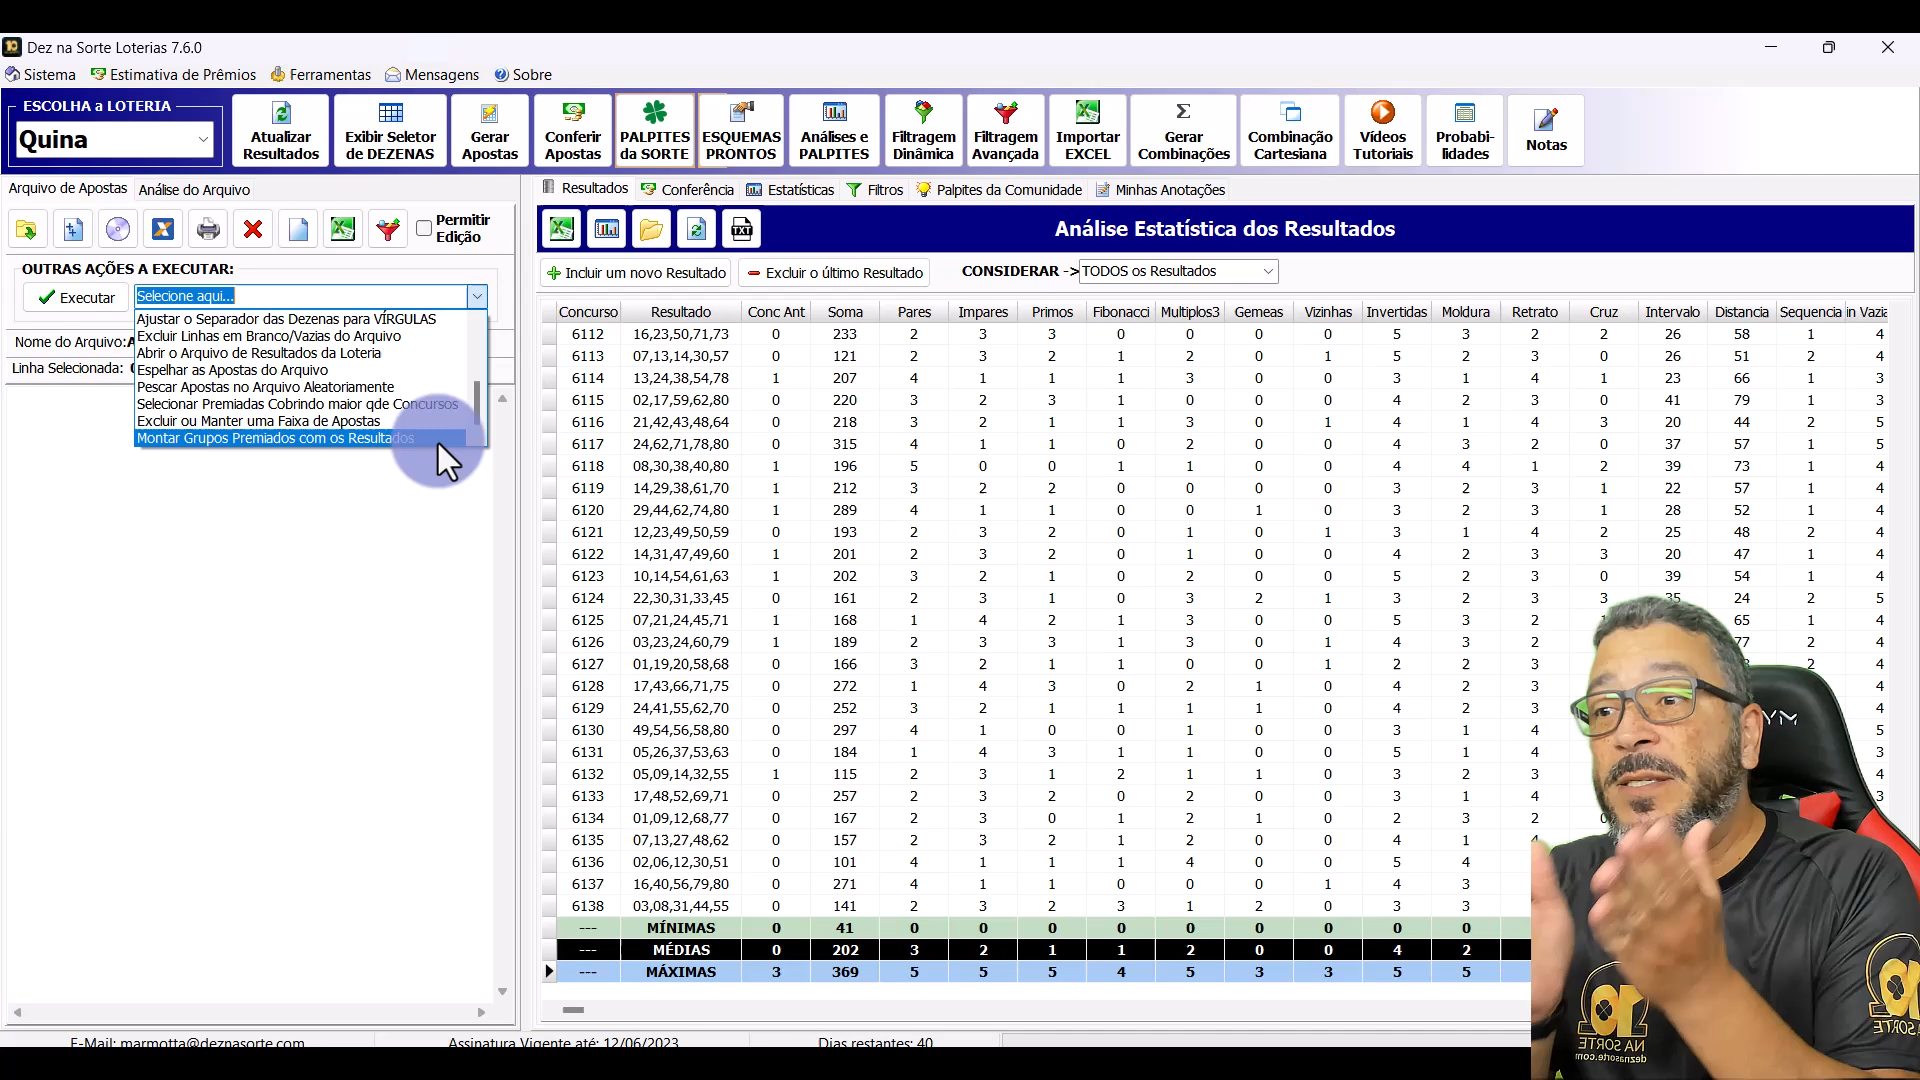 Dez na Sorte Loterias 7.6.0
Sistema Estimativa de Prêmios Ferramentas Mensagens Sobre
ESCOLHA a LOTERIA
Quina
Atualizar Resultados
Exibir Seletor de DEZENAS
Gerar Apostas
Conferir Apostas
PALPITES da SORTE
ESQUEMAS PRONTOS
Análises e PALPITES
Filtragem Dinâmica
Filtragem Avançada
Importar EXCEL
Gerar Combinações
Combinação Cartesiana
Vídeos Tutoriais
Probabi-lidades
Notas
Arquivo de Apostas Análise do Arquivo
Permitir Edição
OUTRAS AÇÕES A EXECUTAR:
Executar
Selecione aqui...
Ajustar o Separador das Dezenas para VÍRGULAS
Excluir Linhas em Branco/Vazias do Arquivo
Abrir o Arquivo de Resultados da Loteria
Espelhar as Apostas do Arquivo
Pescar Apostas no Arquivo Aleatoriamente
Selecionar Premiadas Cobrindo maior qde Concursos
Excluir ou Manter uma Faixa de Apostas
Montar Grupos Premiados com os Resultados
Nome do Arquivo:
Linha Selecionada:
Resultados Conferência Estatísticas Filtros Palpites da Comunidade Minhas Anotações
TXT
Análise Estatística dos Resultados
Incluir um novo Resultado Excluir o último Resultado CONSIDERAR -> TODOS os Resultados
Concurso Resultado Conc Ant Soma Pares Impares Primos Fibonacci Multiplos3 Gemeas Vizinhas Invertidas Moldura Retrato Cruz Intervalo Distancia Sequencia in Vazia
6112 16,23,50,71,73 0 233 2 3 3 0 0 0 0 5 3 2 2 26 58 1 4
6113 07,13,14,30,57 0 121 2 3 2 1 2 0 1 5 2 3 0 26 51 2 4
6114 13,24,38,54,78 1 207 4 1 1 1 3 0 0 3 1 4 1 23 66 1 3
6115 02,17,59,62,80 0 220 3 2 3 1 0 0 0 3 2 3 0 41 79 1 2
6116 21,42,43,48,64 0 218 3 2 1 1 3 0 1 4 1 4 3 20 44 2 5
6117 24,62,71,78,80 0 315 4 1 1 0 2 0 0 4 3 2 0 37 57 1 5
6118 08,30,38,40,80 1 196 5 0 0 1 1 0 0 4 4 1 2 39 73 1 4
6119 14,29,38,61,70 1 212 3 2 2 0 0 0 0 3 2 3 1 22 57 1 4
6120 29,44,62,74,80 1 289 4 1 1 0 0 1 0 3 2 3 1 28 52 1 4
6121 12,23,49,50,59 0 193 2 3 2 0 1 0 1 3 1 4 2 25 48 2 4
6122 14,31,47,49,60 1 201 2 3 2 0 1 0 0 4 2 3 3 20 47 1 4
6123 10,14,54,61,63 1 202 3 2 1 0 2 0 0 5 2 3 0 39 54 1 4
6124 22,30,31,33,45 0 161 2 3 1 0 3 2 1 3 2 3 3 35 24 2 5
6125 07,21,24,45,71 1 168 1 4 2 1 3 0 0 5 3 2 65 1 4
6126 03,23,24,60,79 1 189 2 3 3 1 3 0 1 4 3 2 77 2 4
6127 01,19,20,58,68 0 166 3 2 1 1 0 0 1 2 2 3 2 4
6128 17,43,66,71,75 0 272 1 4 3 0 2 1 0 4 2 3 4
6129 24,41,55,62,70 0 252 3 2 1 1 1 1 0 4 2 3 4
6130 49,54,56,58,80 0 297 4 1 0 0 1 0 0 3 1 4 5
6131 05,26,37,53,63 0 184 1 4 3 1 1 0 0 5 1 4 3
6132 05,09,14,32,55 1 115 2 3 1 2 1 1 0 3 2 3 4
6133 17,48,52,69,71 0 257 2 3 2 0 2 0 0 3 1 4 3
6134 01,09,12,68,77 0 167 2 3 0 1 2 1 0 2 3 2
6135 07,13,27,48,62 0 157 2 3 2 1 2 0 0 4 1
6136 02,06,12,30,51 0 101 4 1 1 1 4 0 0 5 4
6137 16,40,56,79,80 0 271 4 1 1 0 0 0 1 4 3
6138 03,08,31,44,55 0 141 2 3 2 3 1 2 0 3 3
--- MÍNIMAS 0 41 0 0 0 0 0 0 0 0 0
--- MÉDIAS 0 202 3 2 1 1 2 0 0 4 2
--- MÁXIMAS 3 369 5 5 5 4 5 3 3 5 5
E-Mail: marmotta@deznasorte.com Assinatura Vigente até: 12/06/2023 Dias restantes: 40
NA SORTE
deznasorte.com